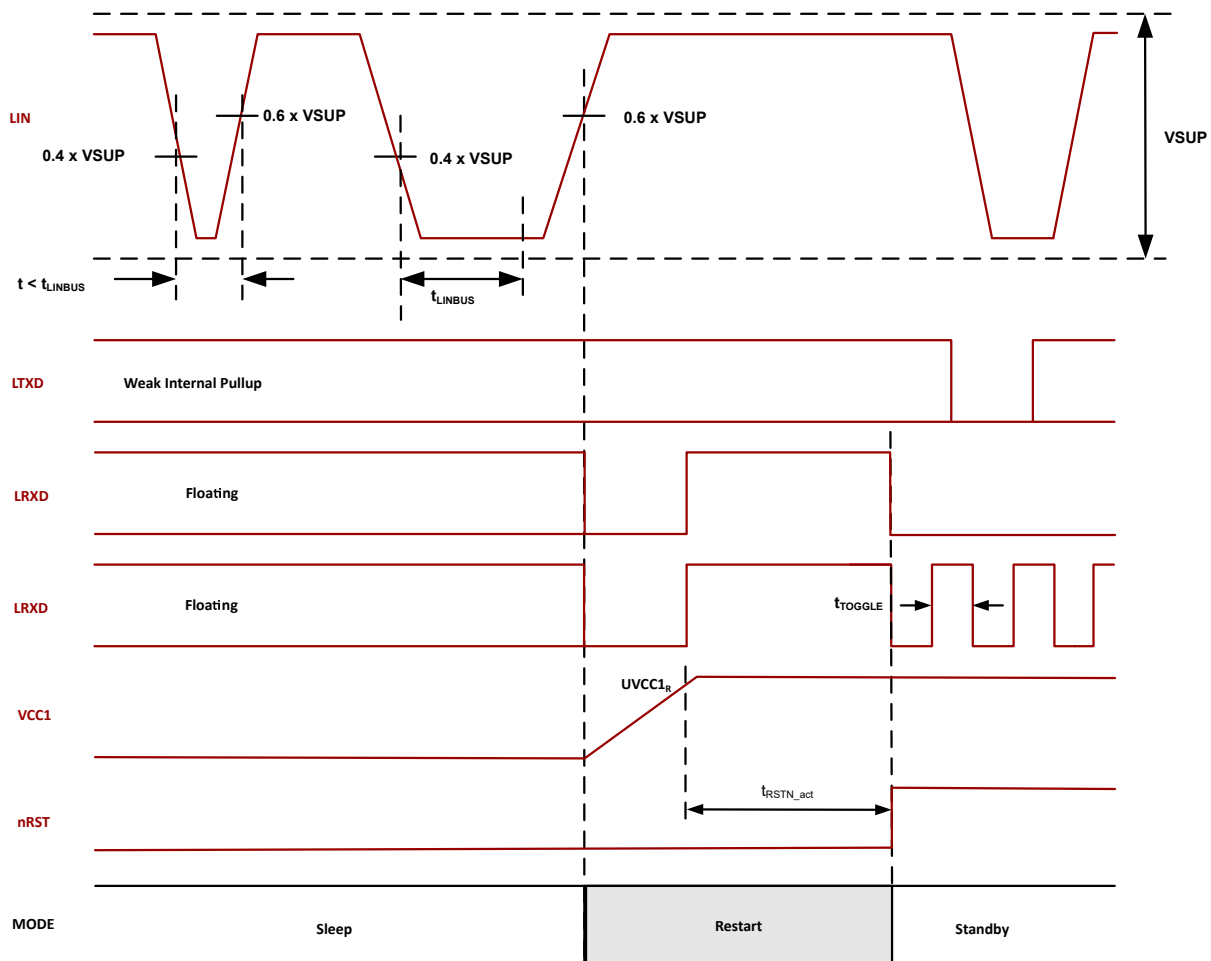 LIN
0.4 x VSUP
0.6 x VSUP
0.4 x VSUP
0.6 x VSUP
VSUP
t < tLINBUS
tLINBUS
LTXD
Weak Internal Pullup
LRXD
Floating
LRXD
Floating
tTOGGLE
VCC1
UVCC1R
nRST
tRSTN_act
MODE
Sleep
Restart
Standby